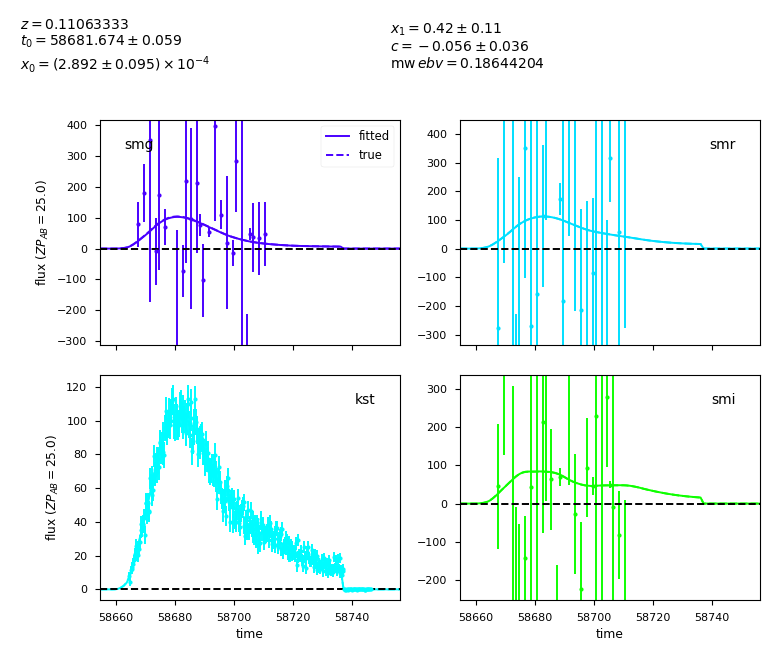 z = 0.11063333
t₀ = 58681.674 ± 0.059
x₀ = (2.892 ± 0.095) × 10⁻⁴
x₁ = 0.42 ± 0.11
c = −0.056 ± 0.036
mw ebv = 0.18644204
smg
fitted
true
400
300
200
100
0
−100
−200
−300
flux (ZP_AB = 25.0)
smr
400
300
200
100
0
−100
−200
−300
kst
120
100
80
60
40
20
0
flux (ZP_AB = 25.0)
58660 58680 58700 58720 58740
time
smi
300
200
100
0
−100
−200
58660 58680 58700 58720 58740
time